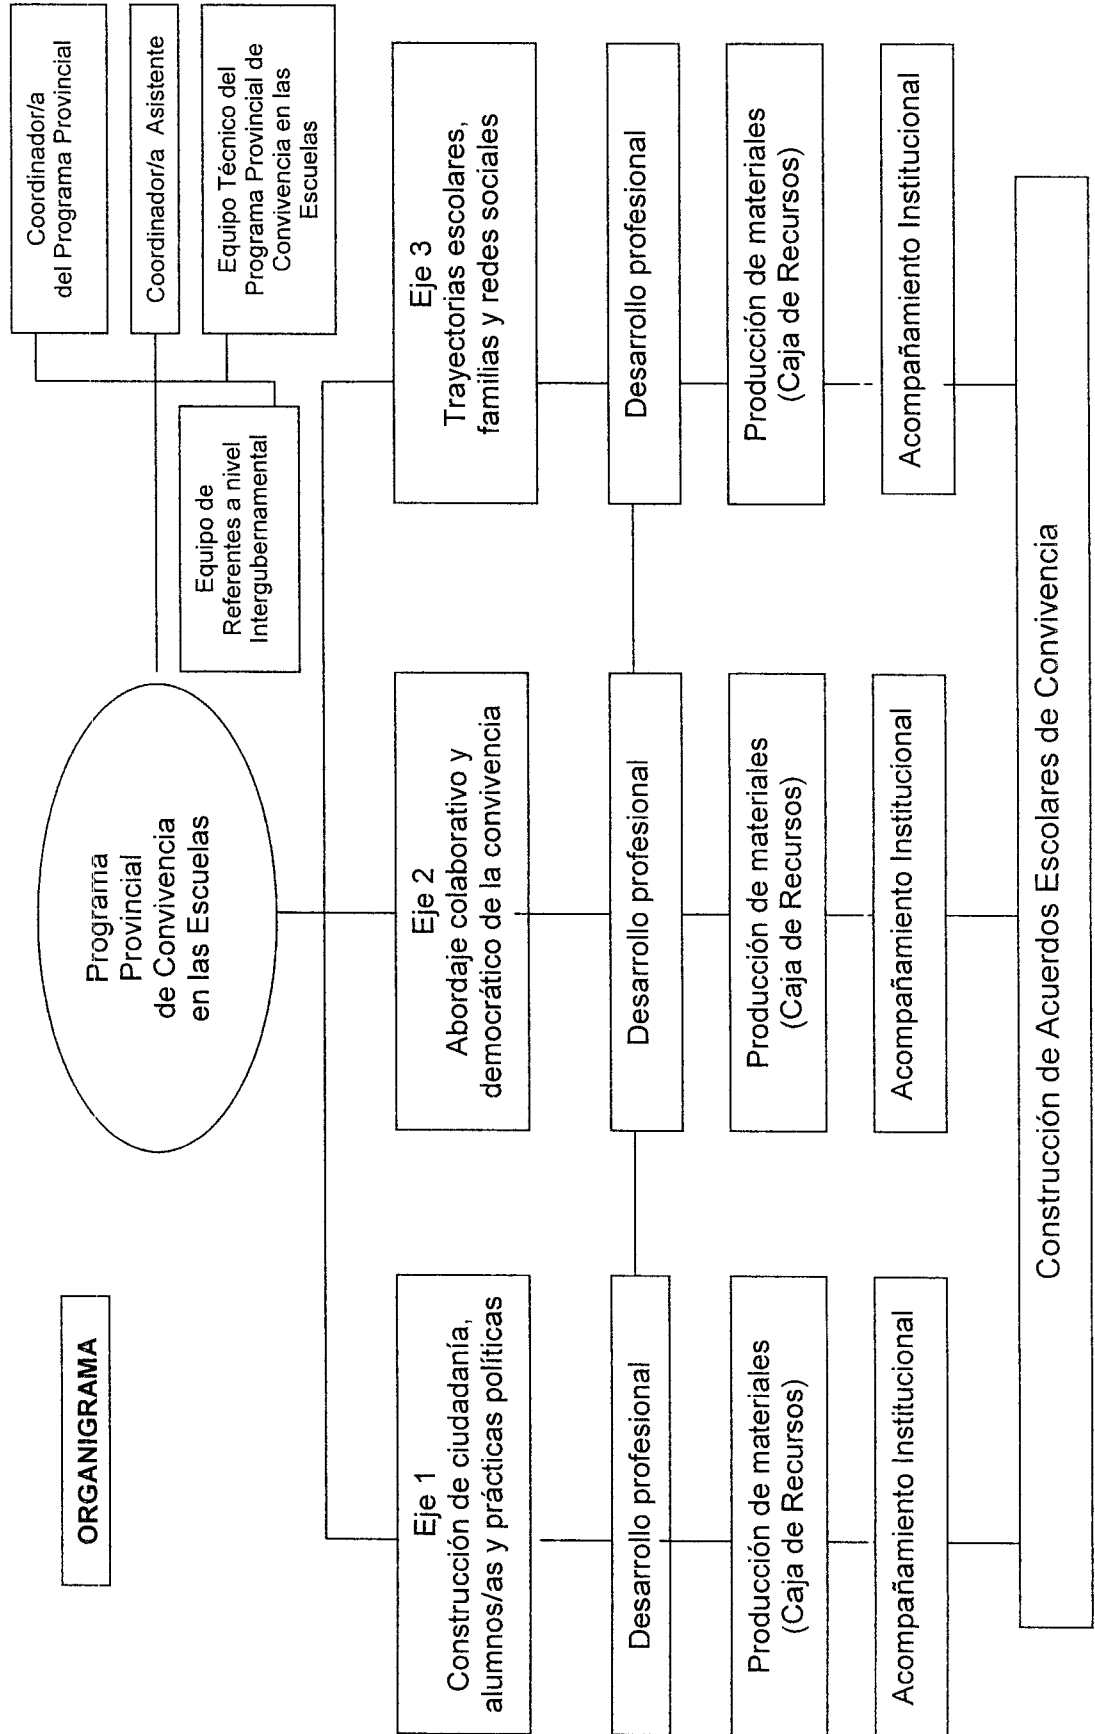 ORGANIGRAMA
Programa
Provincial
de Convivencia
en las Escuelas
Coordinador/a
del Programa Provincial
Coordinador/a Asistente
Equipo Técnico del
Programa Provincial de
Convivencia en las
Escuelas
Equipo de
Referentes a nivel
Intergubernamental
Eje 1
Construcción de ciudadanía,
alumnos/as y prácticas políticas
Desarrollo profesional
Producción de materiales
(Caja de Recursos)
Acompañamiento Institucional
Eje 2
Abordaje colaborativo y
democrático de la convivencia
Desarrollo profesional
Producción de materiales
(Caja de Recursos)
Acompañamiento Institucional
Eje 3
Trayectorias escolares,
familias y redes sociales
Desarrollo profesional
Producción de materiales
(Caja de Recursos)
Acompañamiento Institucional
Construcción de Acuerdos Escolares de Convivencia